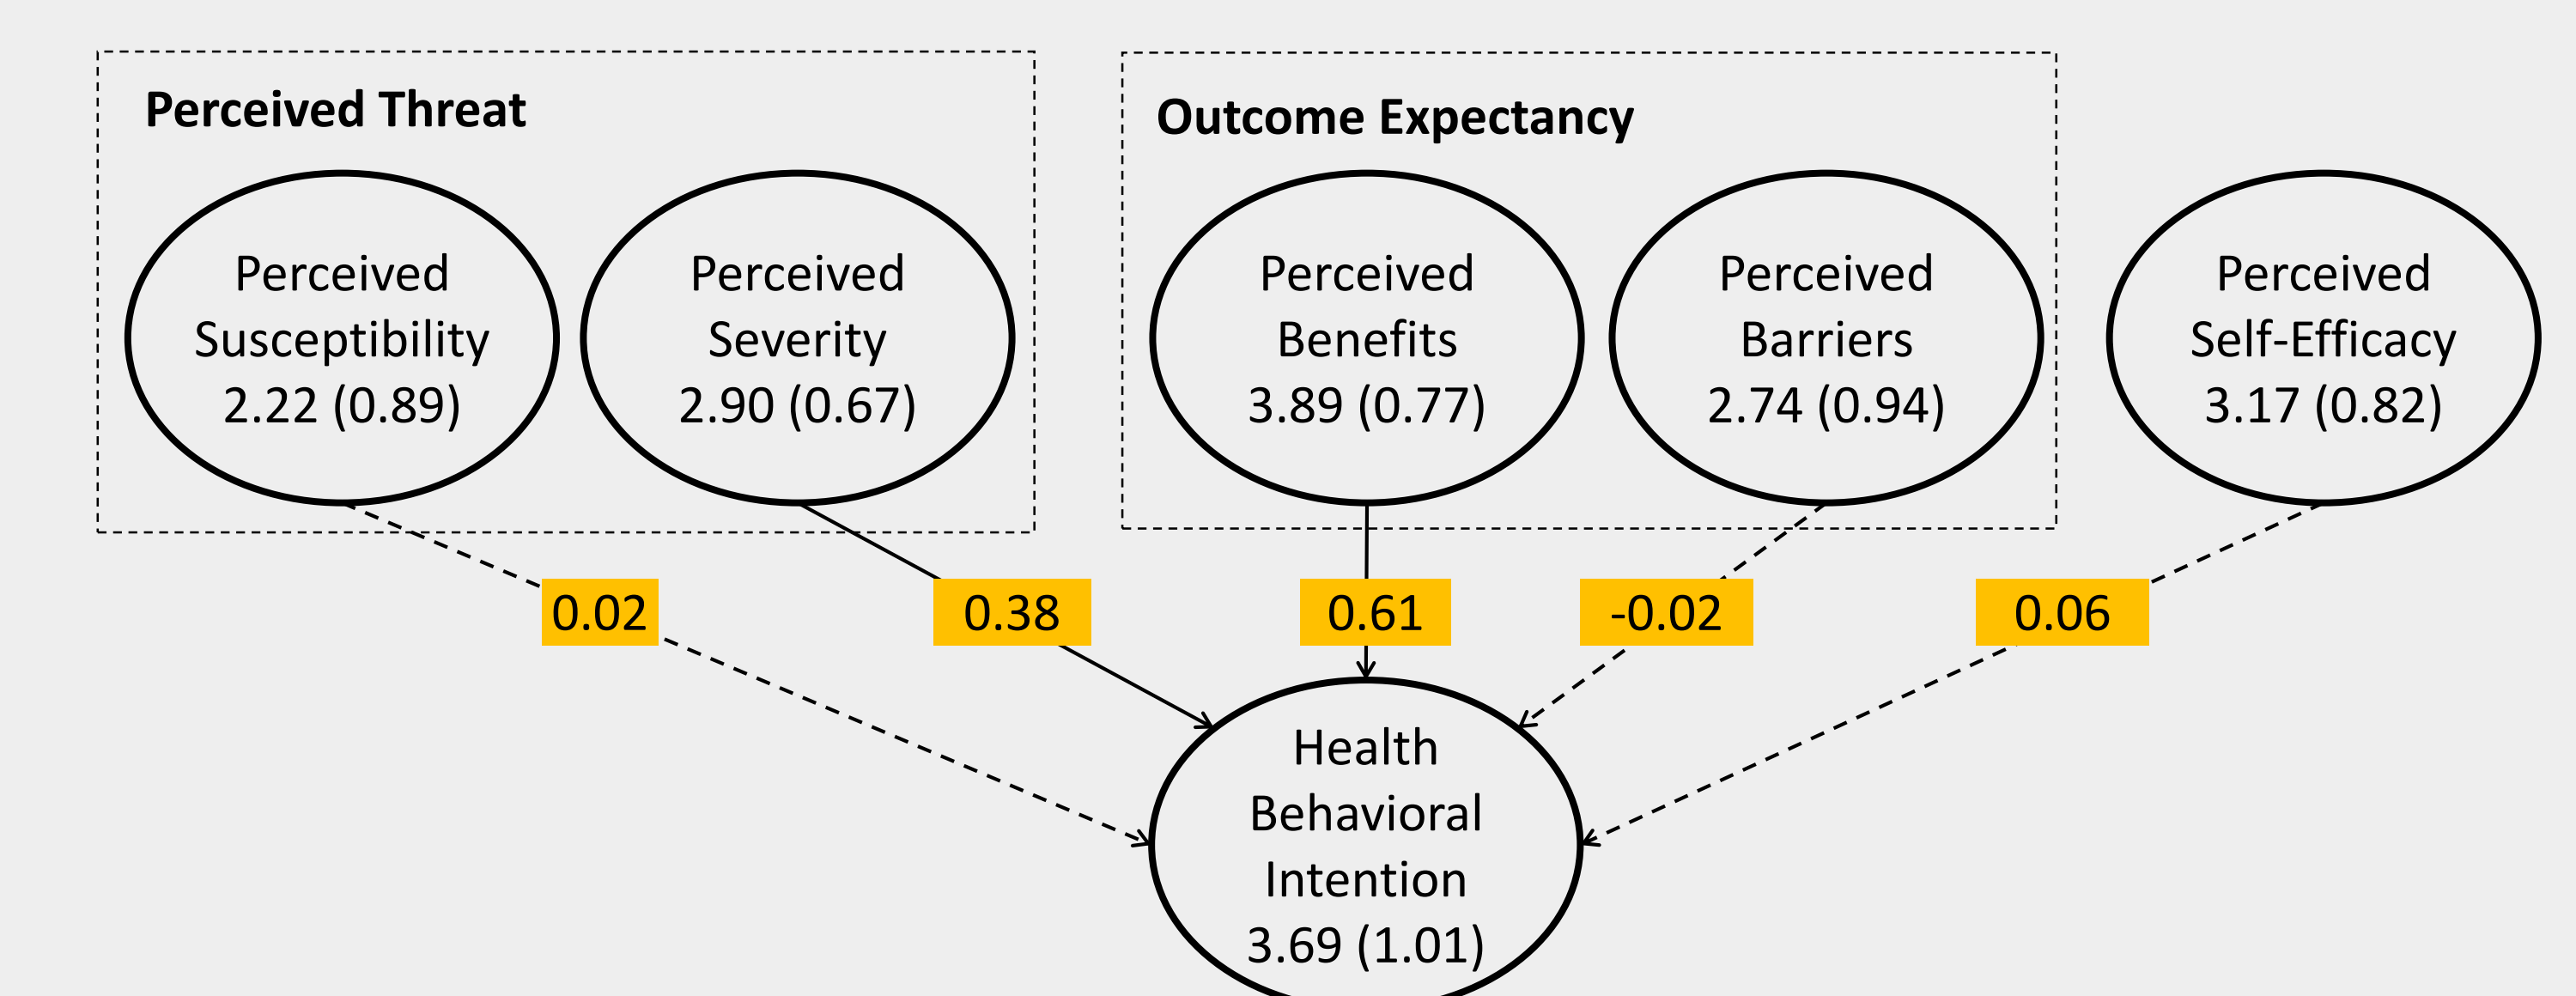 Perceived Threat
Outcome Expectancy
Perceived
Susceptibility
2.22 (0.89)
Perceived
Severity
2.90 (0.67)
Perceived
Benefits
3.89 (0.77)
Perceived
Barriers
2.74 (0.94)
Perceived
Self-Efficacy
3.17 (0.82)
0.02
0.38
0.61
-0.02
0.06
Health
Behavioral
Intention
3.69 (1.01)